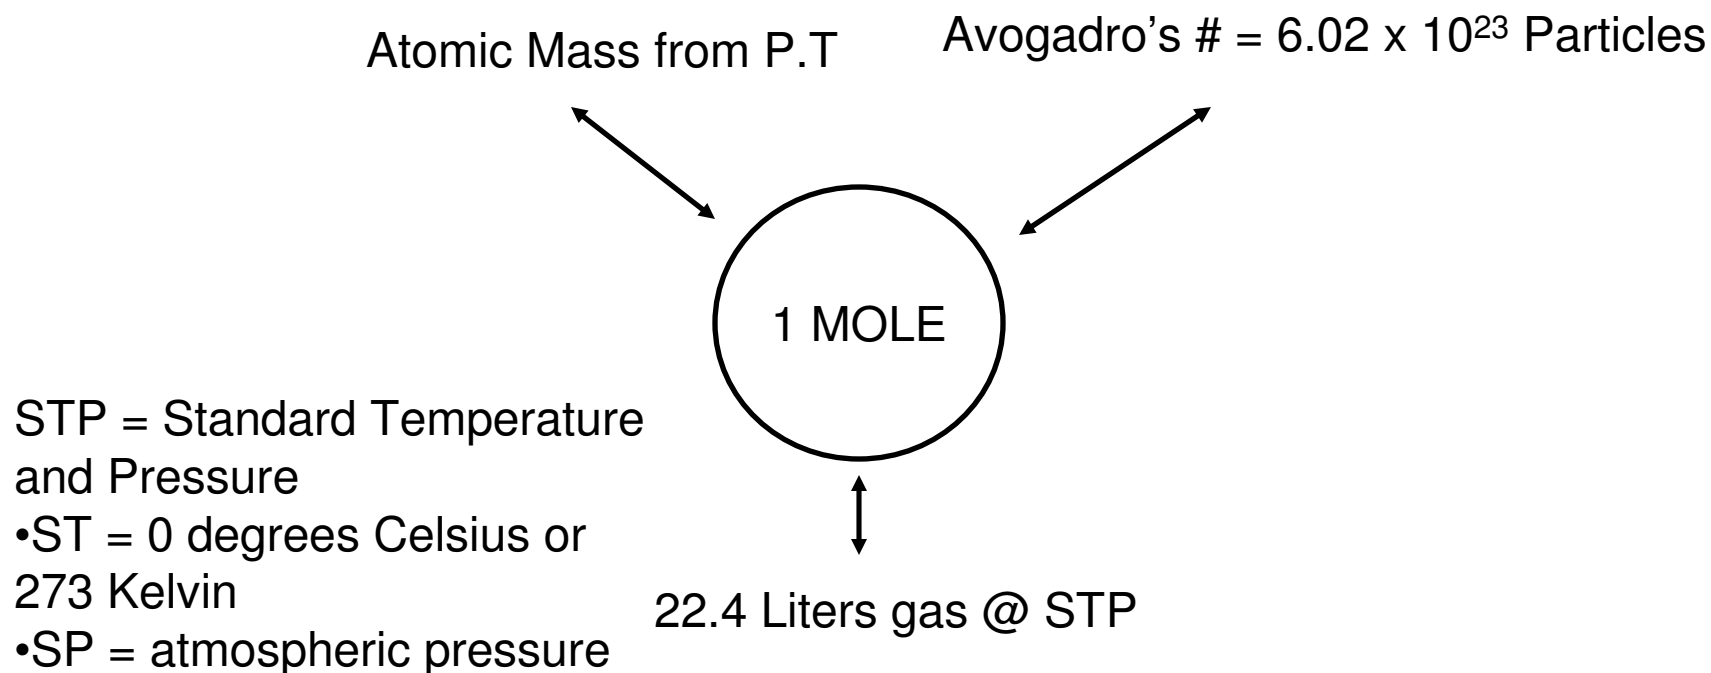 Atomic Mass from P.T
Avogadro’s # = 6.02 x 10²³ Particles
1 MOLE
STP = Standard Temperature
and Pressure
•ST = 0 degrees Celsius or
273 Kelvin
•SP = atmospheric pressure
22.4 Liters gas @ STP